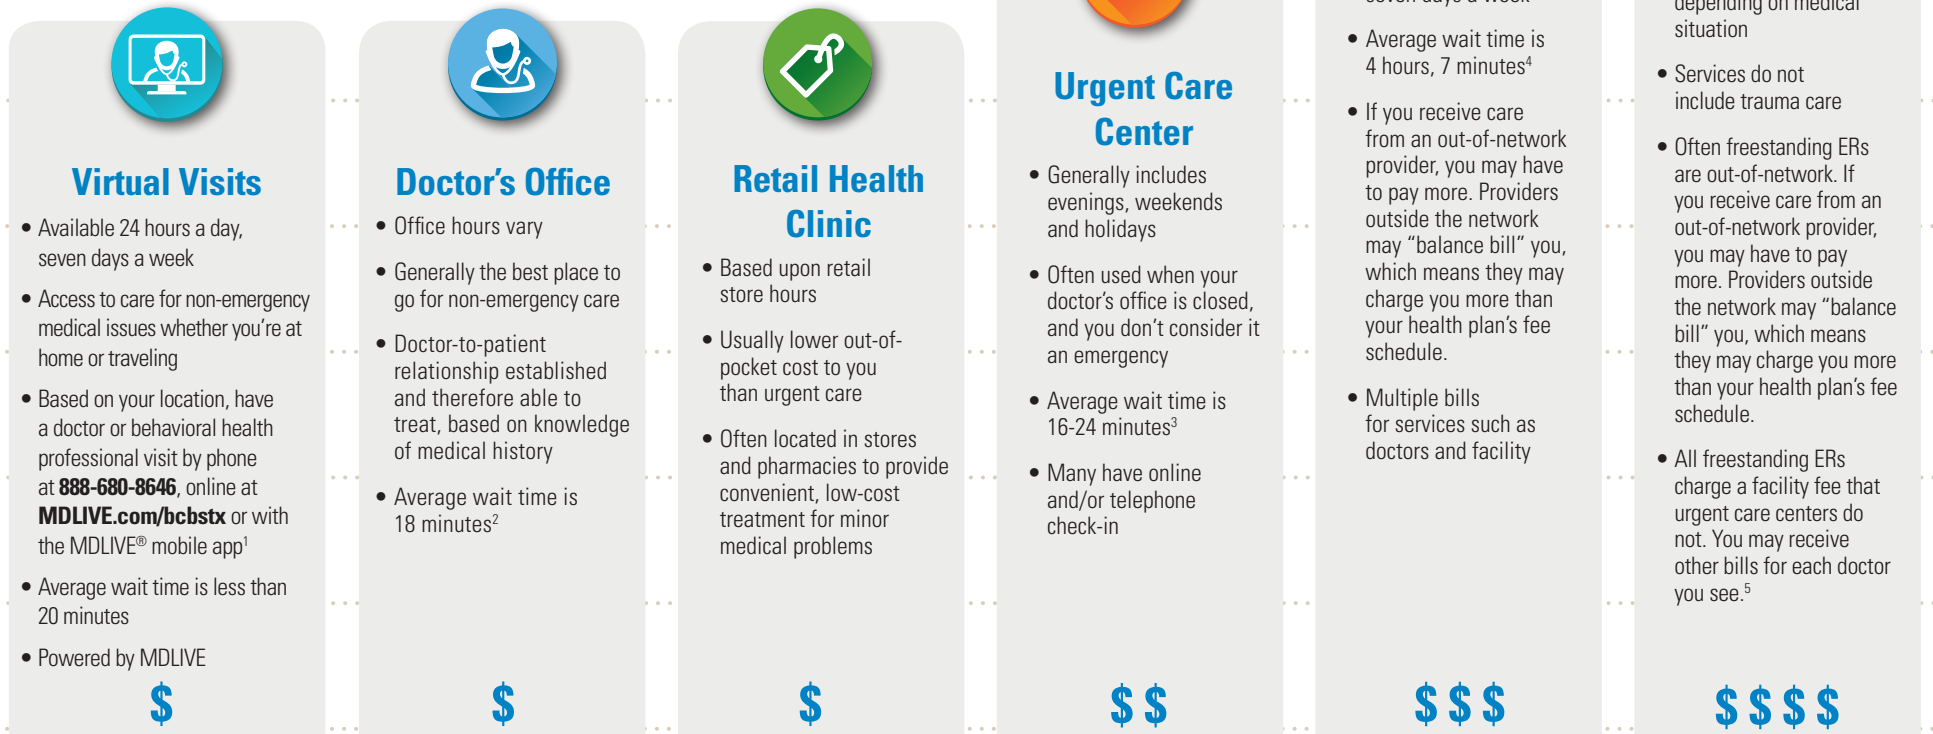 Virtual Visits
• Available 24 hours a day,
seven days a week
• Access to care for non-emergency
medical issues whether you’re at
home or traveling
• Based on your location, have
a doctor or behavioral health
professional visit by phone
at 888-680-8646, online at
MDLIVE.com/bcbstx or with
the MDLIVE® mobile app¹
• Average wait time is less than
20 minutes
• Powered by MDLIVE
$
Doctor’s Office
• Office hours vary
• Generally the best place to
go for non-emergency care
• Doctor-to-patient
relationship established
and therefore able to
treat, based on knowledge
of medical history
• Average wait time is
18 minutes²
$
Retail Health
Clinic
• Based upon retail
store hours
• Usually lower out-of-
pocket cost to you
than urgent care
• Often located in stores
and pharmacies to provide
convenient, low-cost
treatment for minor
medical problems
$
Urgent Care
Center
• Generally includes
evenings, weekends
and holidays
• Often used when your
doctor’s office is closed,
and you don’t consider it
an emergency
• Average wait time is
16-24 minutes³
• Many have online
and/or telephone
check-in
$ $
seven days a week
• Average wait time is
4 hours, 7 minutes⁴
• If you receive care
from an out-of-network
provider, you may have
to pay more. Providers
outside the network
may “balance bill” you,
which means they may
charge you more than
your health plan’s fee
schedule.
• Multiple bills
for services such as
doctors and facility
$ $ $
depending on medical
situation
• Services do not
include trauma care
• Often freestanding ERs
are out-of-network. If
you receive care from an
out-of-network provider,
you may have to pay
more. Providers outside
the network may “balance
bill” you, which means
they may charge you more
than your health plan’s fee
schedule.
• All freestanding ERs
charge a facility fee that
urgent care centers do
not. You may receive
other bills for each doctor
you see.⁵
$ $ $ $